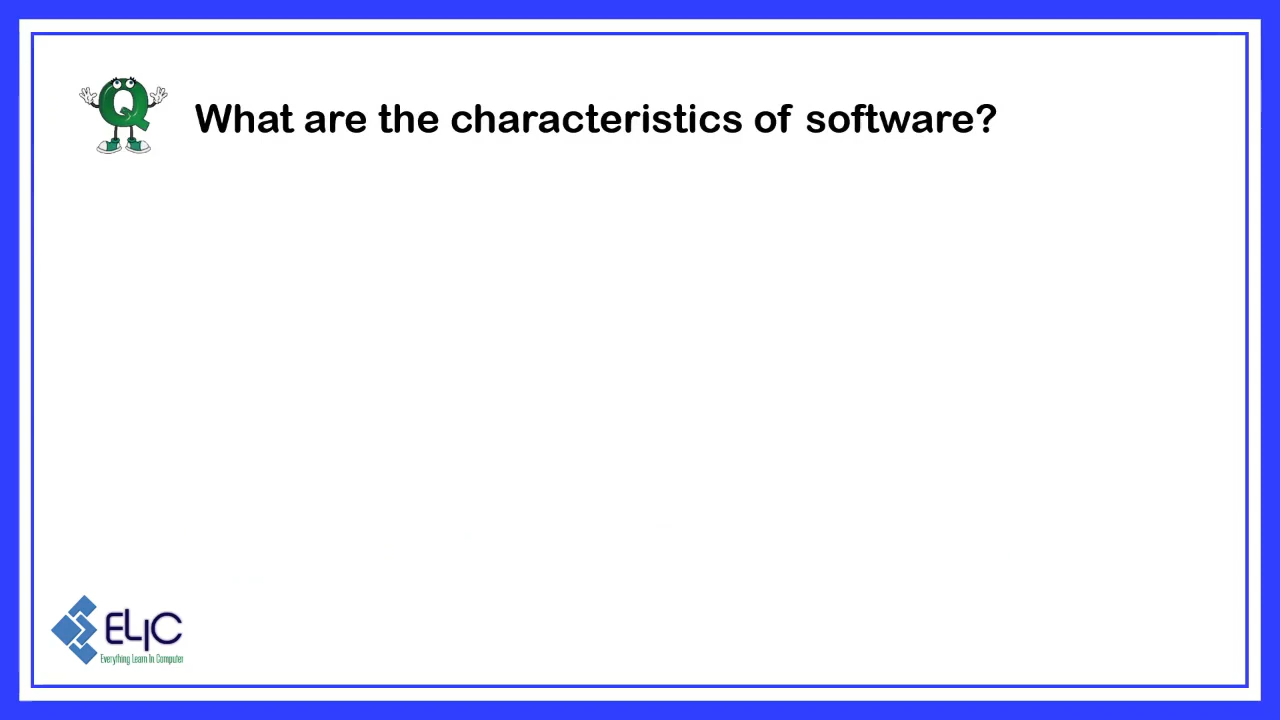 What are the characteristics of software?
ELiC
Everything Learn In Computer